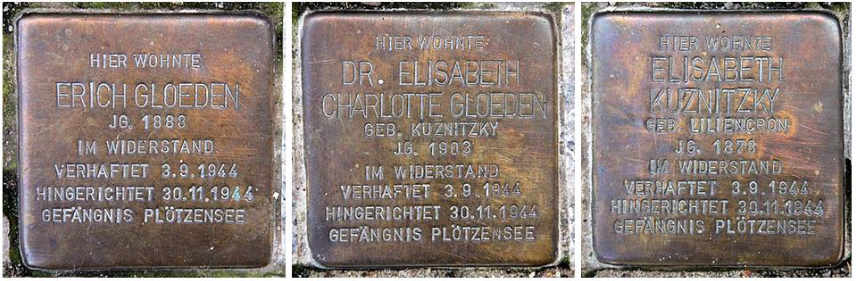 HIER WOHNTE
ERICH GLOEDEN
JG. 1888
IM WIDERSTAND
VERHAFTET 3.9.1944
HINGERICHTET 30.11.1944
GEFÄNGNIS PLÖTZENSEE
HIER WOHNTE
DR. ELISABETH
CHARLOTTE GLOEDEN
GEB. KUZNITZKY
JG. 1903
IM WIDERSTAND
VERHAFTET 3.9.1944
HINGERICHTET 30.11.1944
GEFÄNGNIS PLÖTZENSEE
HIER WOHNTE
ELISABETH
KUZNITZKY
GEB. LILIENCRON
JG. 1878
IM WIDERSTAND
VERHAFTET 3.9.1944
HINGERICHTET 30.11.1944
GEFÄNGNIS PLÖTZENSEE